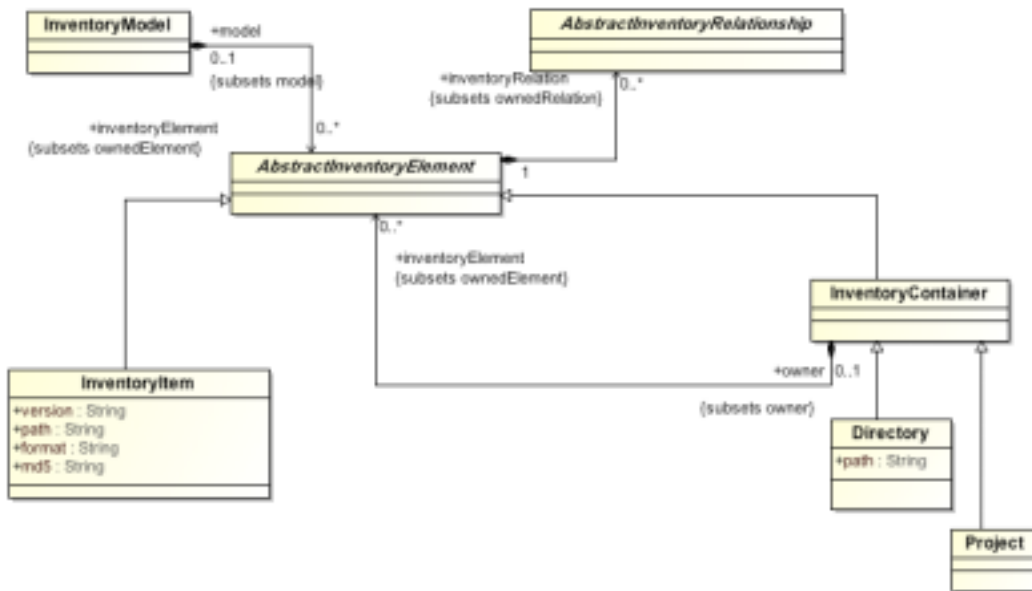 InventoryModel
AbstractInventoryRelationship
+model
0..1
{subsets model}
+inventoryRelation
{subsets ownedRelation}
0..*
+inventoryElement
{subsets ownedElement}
0..*
AbstractInventoryElement
1
0..*
+inventoryElement
{subsets ownedElement}
InventoryContainer
InventoryItem
+version : String
+path : String
+format : String
+md5 : String
+owner
0..1
{subsets owner}
Directory
+path : String
Project